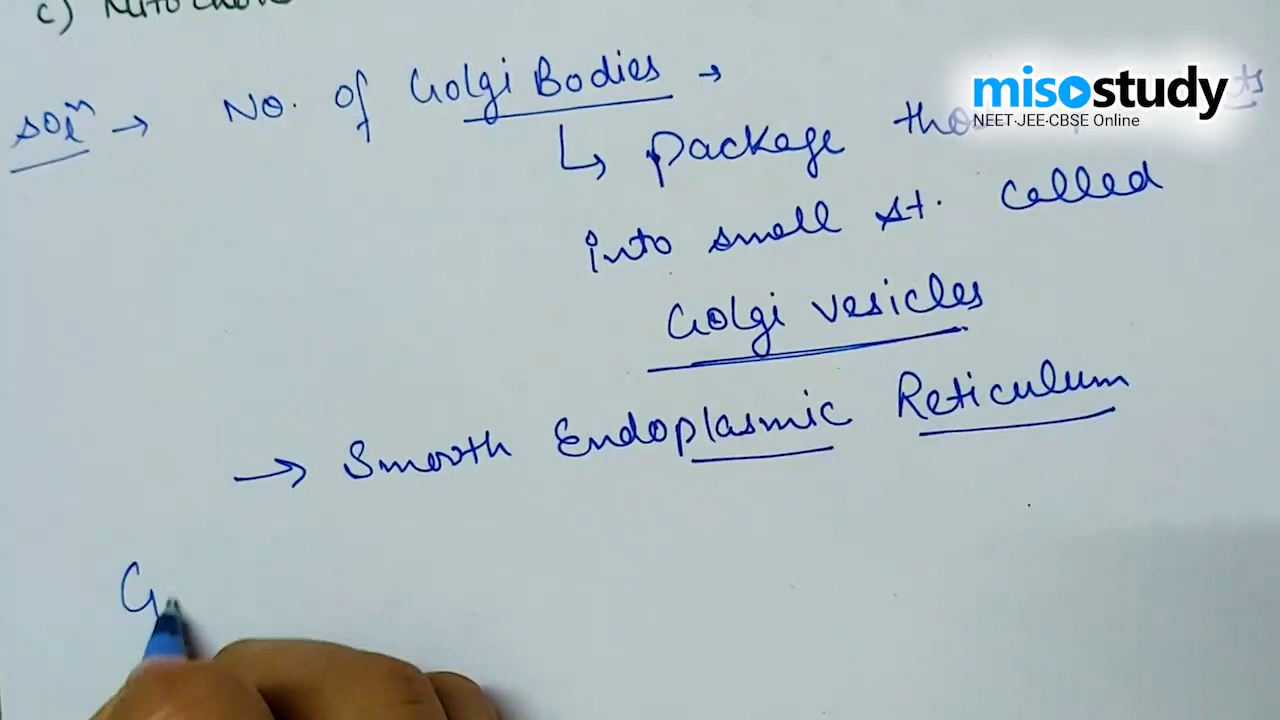 c)
misostudy
NEET-JEE-CBSE Online
solⁿ → No. of Golgi Bodies →
↳ package
into small st. called
Golgi vesicles
→ Smooth Endoplasmic Reticulum
G